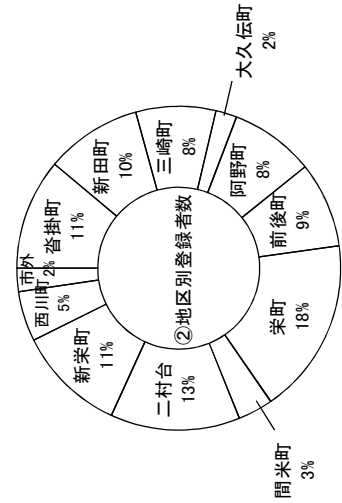 ②地区別登録者数
沓掛町
11%
新田町
10%
三崎町
8%
大久伝町
2%
阿野町
8%
前後町
9%
栄町
18%
間米町
3%
二村台
13%
新栄町
11%
西川町
5%
市外
2%